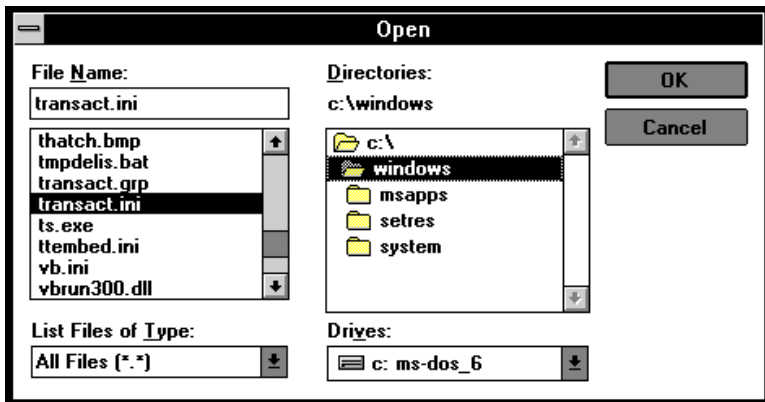 Open
File Name:
transact.ini
thatch.bmp
tmpdelis.bat
transact.grp
transact.ini
ts.exe
ttembed.ini
vb.ini
vbrun300.dll
List Files of Type:
All Files (*.*)
Directories:
c:\windows
c:\
windows
msapps
setres
system
Drives:
c: ms-dos_6
OK
Cancel